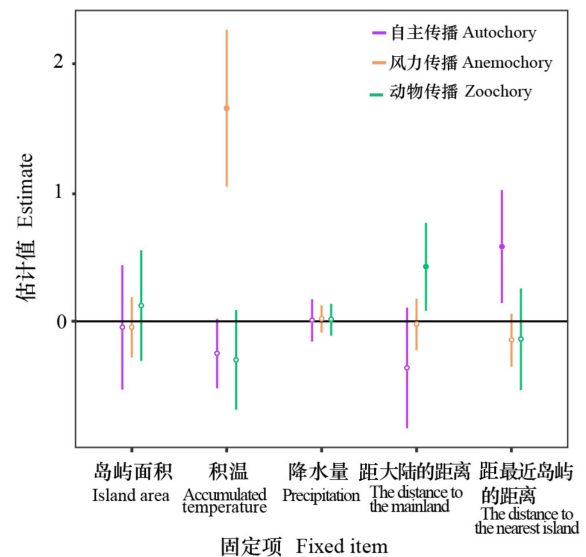 2
1
0
估计值 Estimate
自主传播 Autochory
风力传播 Anemochory
动物传播 Zoochory
岛屿面积
Island area
积温
Accumulated
temperature
降水量
Precipitation
距大陆的距离
The distance to
the mainland
距最近岛屿
的距离
The distance to
the nearest island
固定项 Fixed item